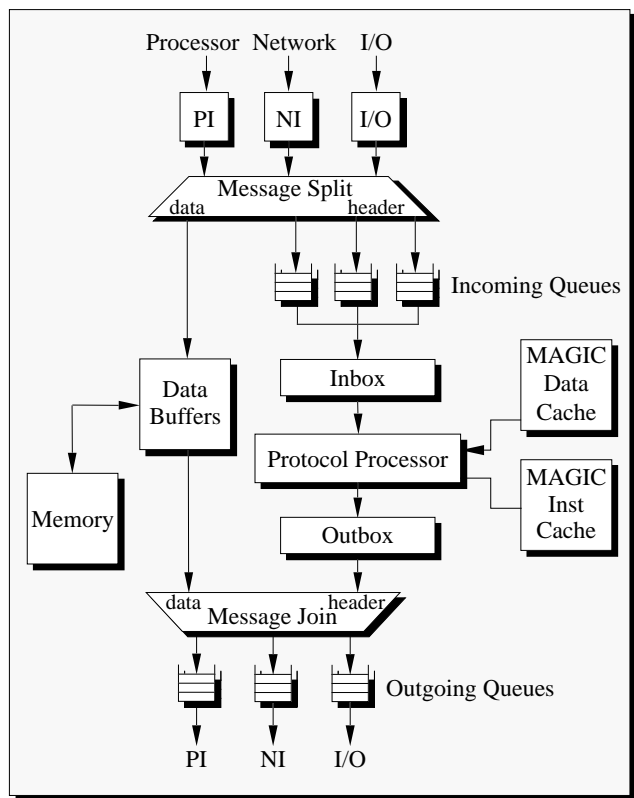 Processor Network I/O
PI NI I/O
Message Split
data header
Incoming Queues
MAGIC
Data
Cache
Inbox
Data
Buffers
Protocol Processor
MAGIC
Inst
Cache
Memory
Outbox
data header
Message Join
Outgoing Queues
PI NI I/O